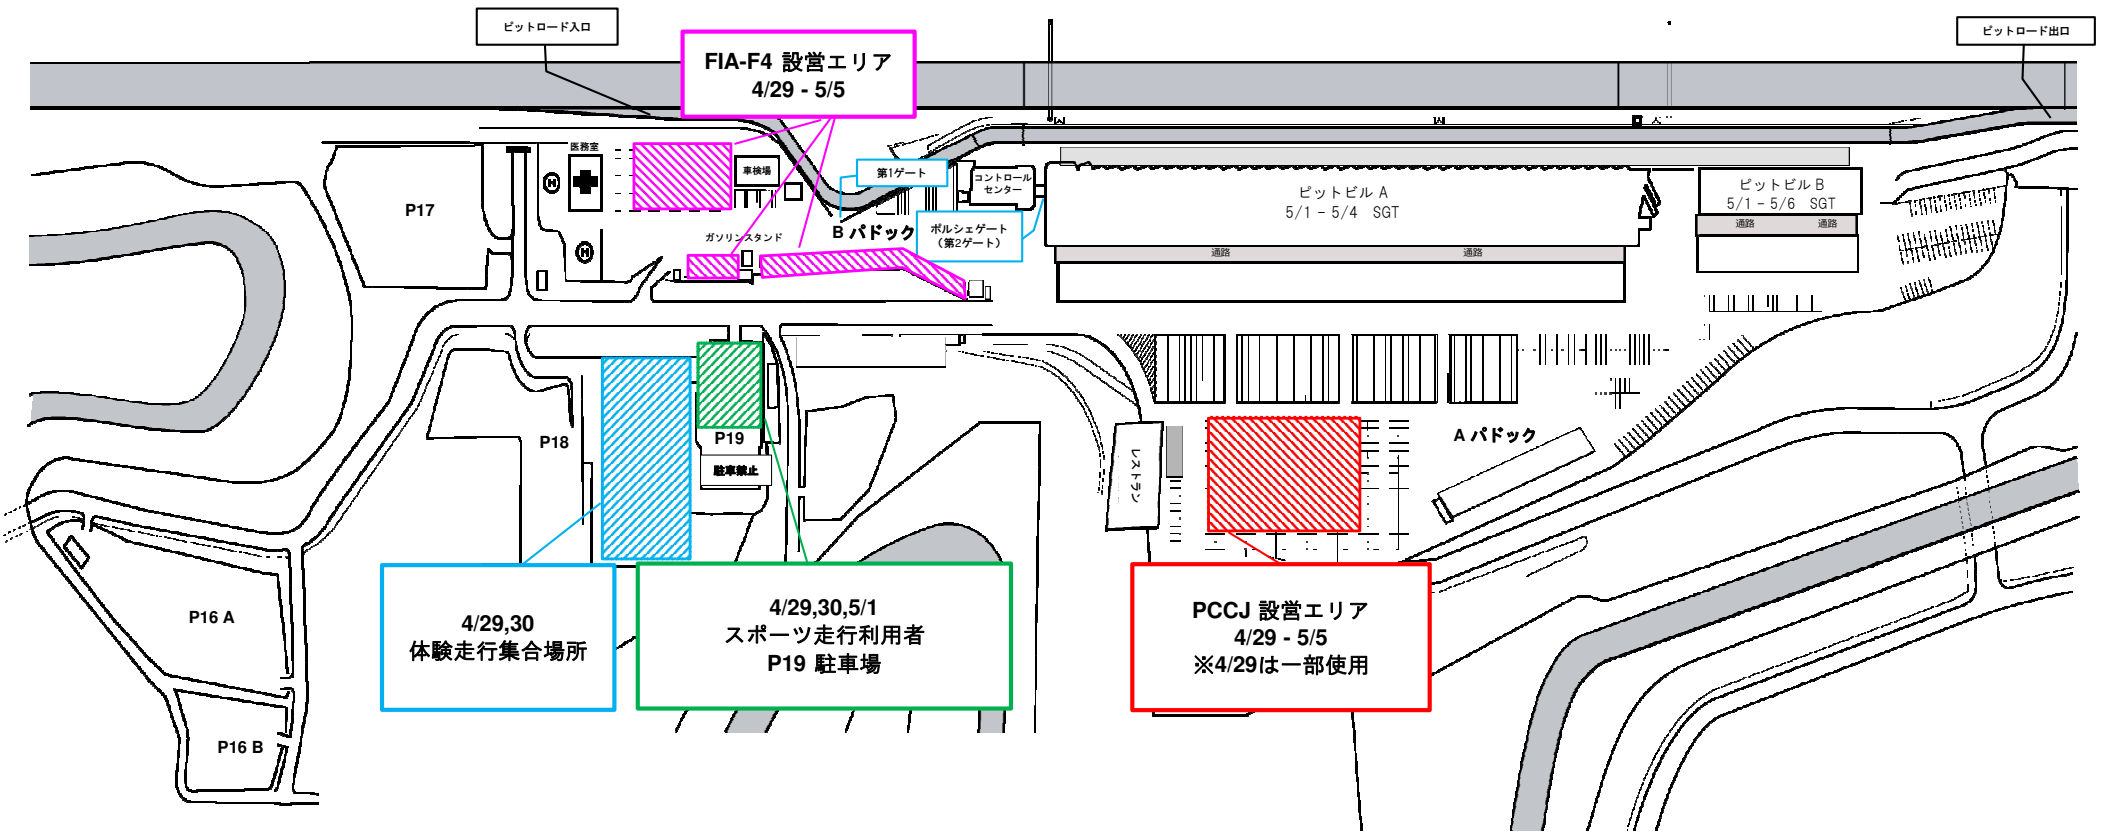 ピットロード入口
ピットロード出口
FIA-F4 設営エリア
4/29 - 5/5
医務室
車検場
第1ゲート
コントロール
センター
ピットビル A
5/1 - 5/4 SGT
ピットビル B
5/1 - 5/6 SGT
通路
通路
P17
H
ガソリンスタンド
B パドック
ポルシェゲート
(第2ゲート)
H
通路
通路
P18
P19
駐車禁止
レストラン
A パドック
4/29,30
体験走行集合場所
4/29,30,5/1
スポーツ走行利用者
P19 駐車場
PCCJ 設営エリア
4/29 - 5/5
※4/29は一部使用
P16 A
P16 B